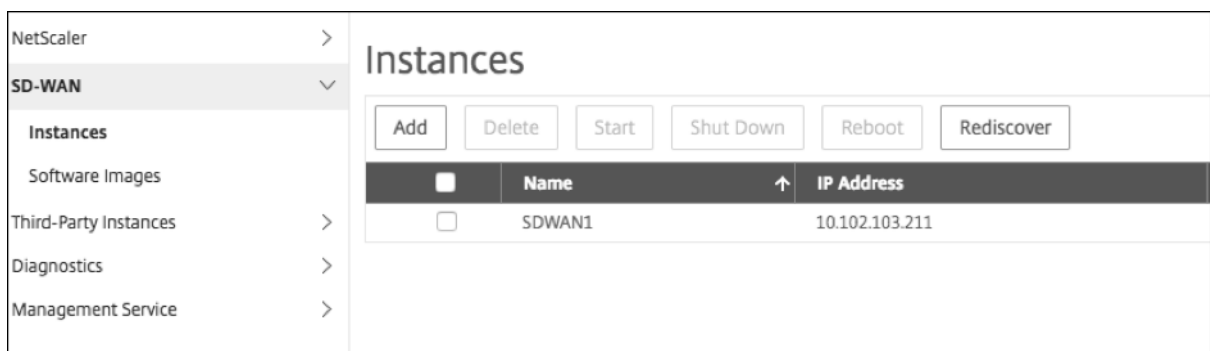 NetScaler
SD-WAN
Instances
Software Images
Third-Party Instances
Diagnostics
Management Service
Instances
Add Delete Start Shut Down Reboot Rediscover
Name IP Address
SDWAN1 10.102.103.211